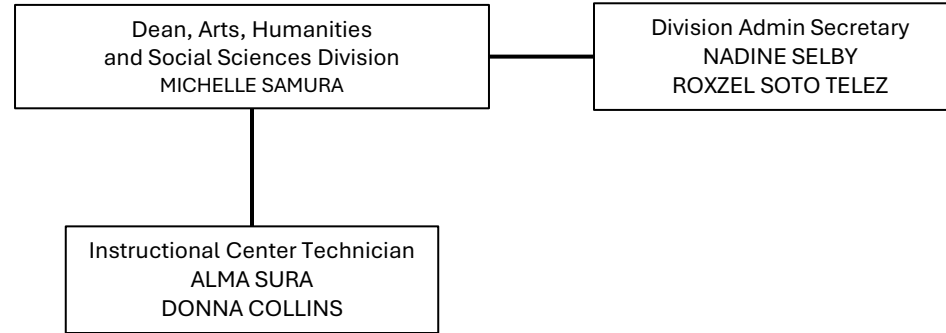 Dean, Arts, Humanities
and Social Sciences Division
MICHELLE SAMURA
Division Admin Secretary
NADINE SELBY
ROXZEL SOTO TELEZ
Instructional Center Technician
ALMA SURA
DONNA COLLINS